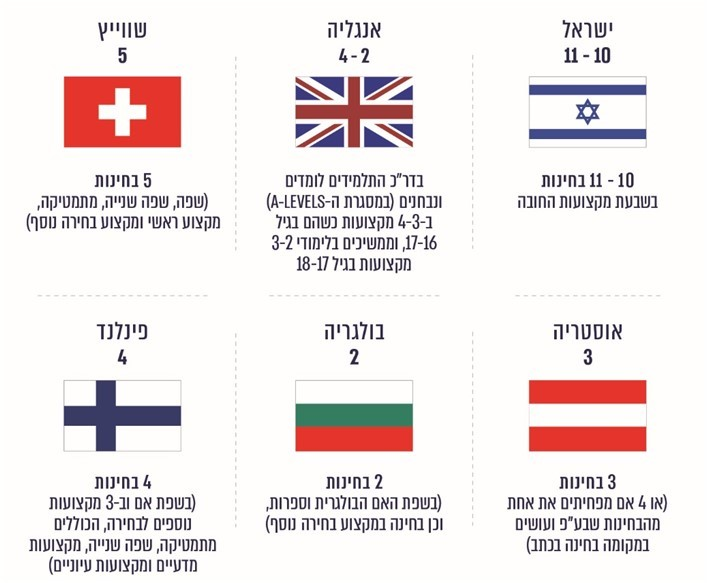 ישראל
10 - 11
10 - 11 בחינות
בשבעת מקצועות החובה
אנגליה
2 - 4
בדר"כ התלמידים לומדים
ונבחנים (במסגרת ה-A-LEVELS)
ב-3-4 מקצועות כשהם בגיל
16-17, וממשיכים בלימודי 2-3
מקצועות בגיל 17-18
שווייץ
5
5 בחינות
(שפה, שפה שנייה, מתמטיקה,
מקצוע ראשי ומקצוע בחירה נוסף)
אוסטריה
3
3 בחינות
(או 4 אם מפחיתים את אחת
מהבחינות שבע"פ ועושים
במקומה בחינה בכתב)
בולגריה
2
2 בחינות
(בשפת האם הבולגרית וספרות,
וכן בחינה במקצוע בחירה נוסף)
פינלנד
4
4 בחינות
(בשפת אם וב-3 מקצועות
נוספים לבחירה, הכוללים
מתמטיקה, שפה שנייה, מקצועות
מדעיים ומקצועות עיוניים)